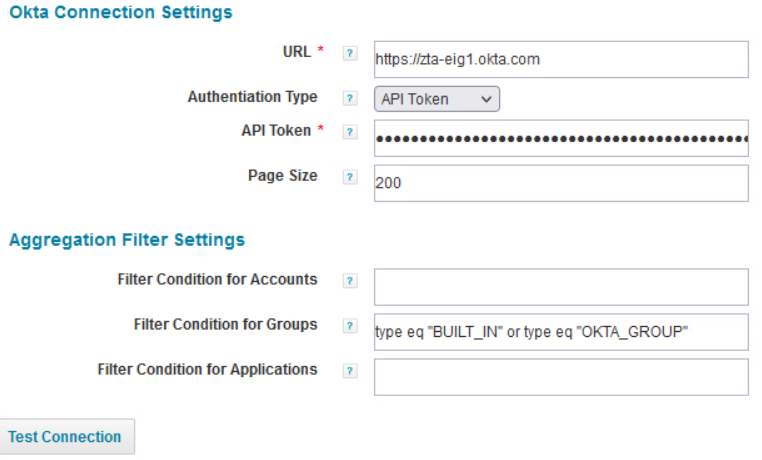 Okta Connection Settings
URL * ? https://zta-eig1.okta.com
Authentiation Type ? API Token
API Token * ? ••••••••••••••••••••••••••••••••••••••••••
Page Size ? 200
Aggregation Filter Settings
Filter Condition for Accounts ?
Filter Condition for Groups ? type eq "BUILT_IN" or type eq "OKTA_GROUP"
Filter Condition for Applications ?
Test Connection